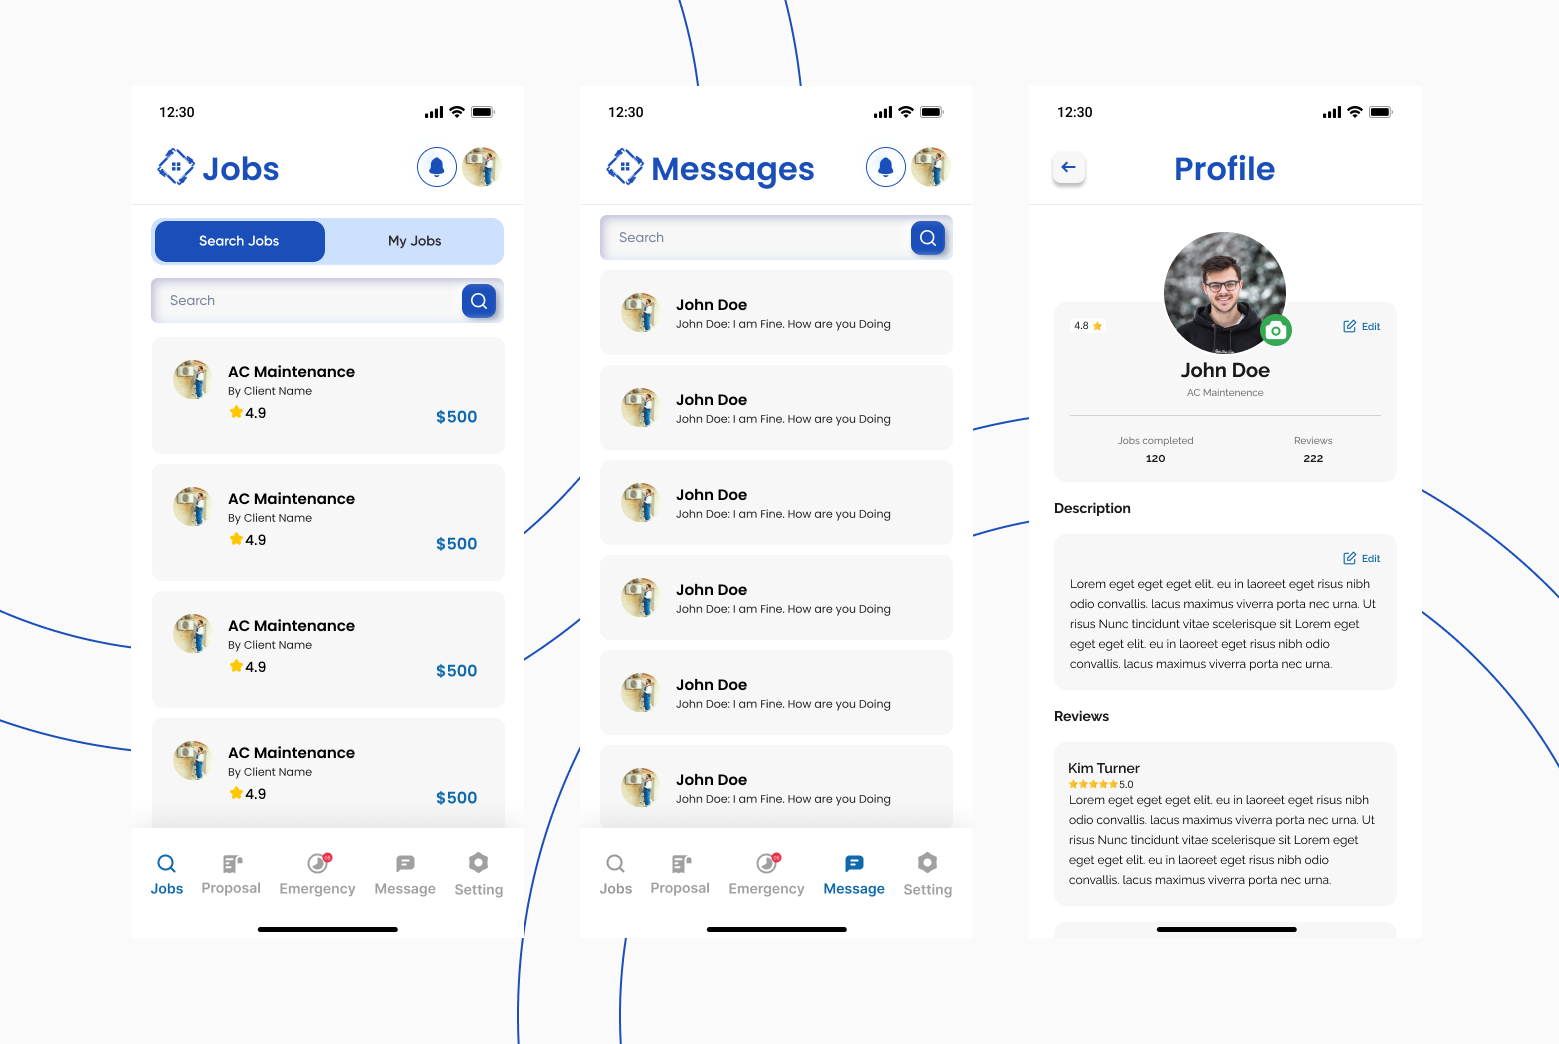 12:30
Jobs
Search Jobs
My Jobs
Search
AC Maintenance
By Client Name
4.9
$500
AC Maintenance
By Client Name
4.9
$500
AC Maintenance
By Client Name
4.9
$500
AC Maintenance
By Client Name
4.9
$500
Jobs
Proposal
Emergency
Message
Setting
12:30
Messages
Search
John Doe
John Doe: I am Fine. How are you Doing
John Doe
John Doe: I am Fine. How are you Doing
John Doe
John Doe: I am Fine. How are you Doing
John Doe
John Doe: I am Fine. How are you Doing
John Doe
John Doe: I am Fine. How are you Doing
John Doe
John Doe: I am Fine. How are you Doing
Jobs
Proposal
Emergency
Message
Setting
12:30
Profile
4.8
Edit
John Doe
AC Maintenence
Jobs completed
Reviews
120
222
Description
Edit
Lorem eget eget eget elit. eu in laoreet eget risus nibh
odio convallis. lacus maximus viverra porta nec urna. Ut
risus Nunc tincidunt vitae scelerisque sit Lorem eget
eget eget elit. eu in laoreet eget risus nibh odio
convallis. lacus maximus viverra porta nec urna.
Reviews
Kim Turner
5.0
Lorem eget eget eget elit. eu in laoreet eget risus nibh
odio convallis. lacus maximus viverra porta nec urna. Ut
risus Nunc tincidunt vitae scelerisque sit Lorem eget
eget eget elit. eu in laoreet eget risus nibh odio
convallis. lacus maximus viverra porta nec urna.